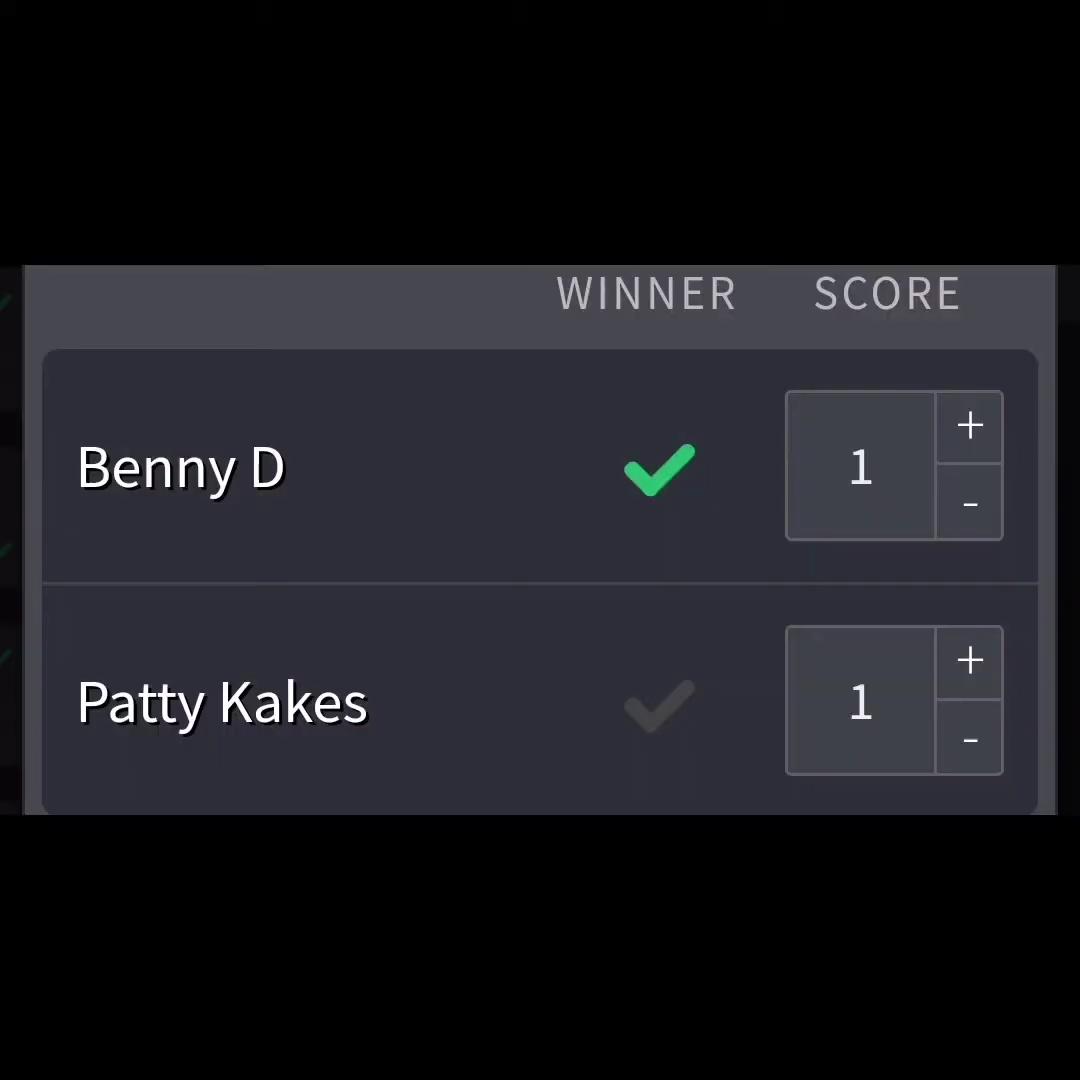 WINNER SCORE
Benny D 1 + -
Patty Kakes 1 + -